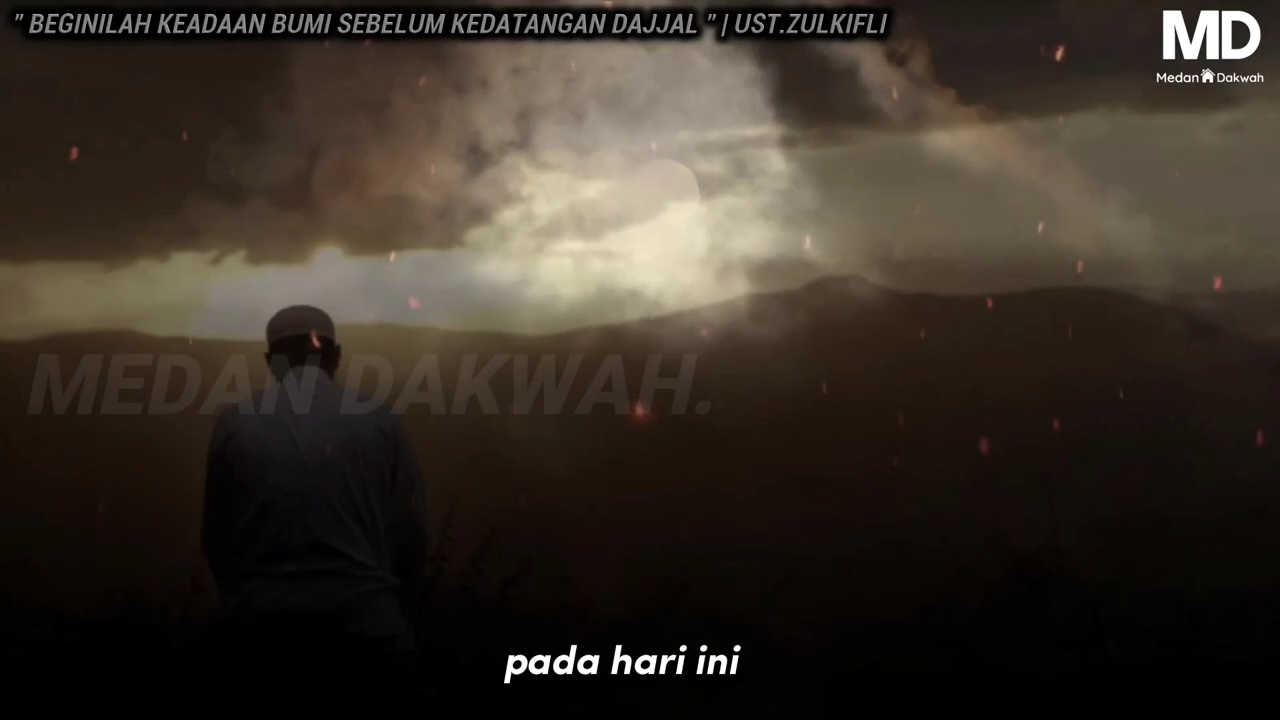 " BEGINILAH KEADAAN BUMI SEBELUM KEDATANGAN DAJJAL " | UST.ZULKIFLI
MD
Medan Dakwah
MEDAN DAKWAH.
pada hari ini